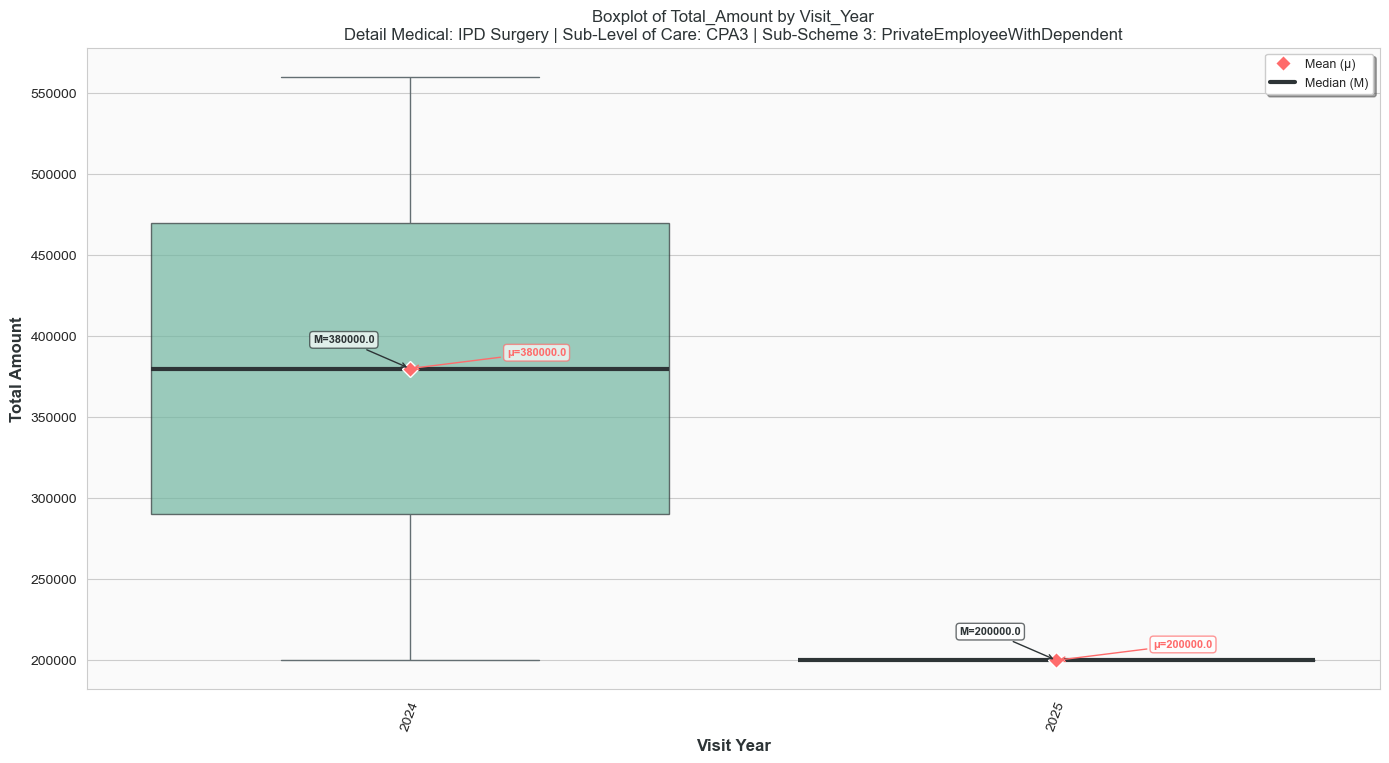 Boxplot of Total_Amount by Visit_Year
Detail Medical: IPD Surgery | Sub-Level of Care: CPA3 | Sub-Scheme 3: PrivateEmployeeWithDependent
Mean (μ)
Median (M)
Total Amount
550000
500000
450000
400000
350000
300000
250000
200000
M=380000.0
μ=380000.0
M=200000.0
μ=200000.0
2024
2025
Visit Year